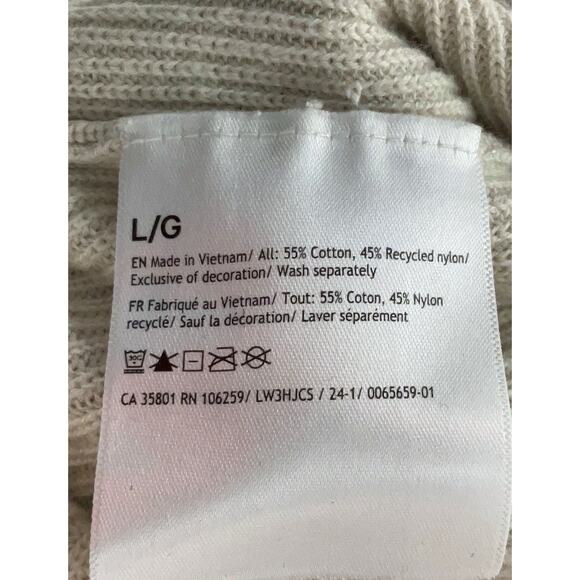 L/G
EN Made in Vietnam/ All: 55% Cotton, 45% Recycled nylon/
Exclusive of decoration/ Wash separately
FR Fabriqué au Vietnam/ Tout: 55% Coton, 45% Nylon
recyclé/ Sauf la décoration/ Laver séparément
30C
CA 35801 RN 106259/ LW3HJCS / 24-1/ 0065659-01